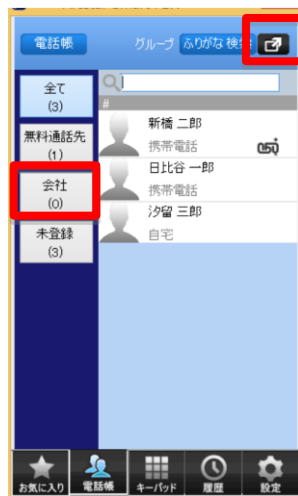 電話帳 グループ ふりがな検索
全て
(3)
無料通話先
(1)
会社
(0)
未登録
(3)
#
新橋 二郎
携帯電話
日比谷 一郎
携帯電話
汐留 三郎
自宅
お気に入り 電話帳 キーパッド 履歴 設定